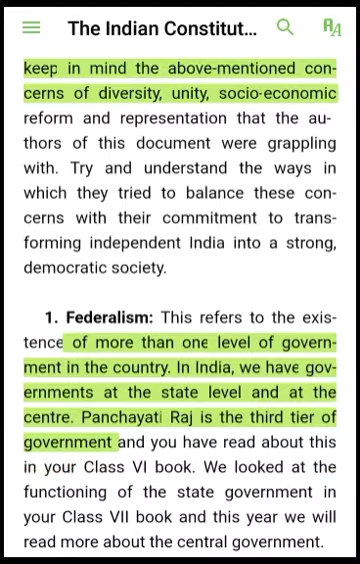 The Indian Constitut...
AA
keep in mind the above-mentioned con-
cerns of diversity, unity, socio-economic
reform and representation that the au-
thors of this document were grappling
with. Try and understand the ways in
which they tried to balance these con-
cerns with their commitment to trans-
forming independent India into a strong,
democratic society.
1. Federalism: This refers to the exis-
tence of more than one level of govern-
ment in the country. In India, we have gov-
ernments at the state level and at the
centre. Panchayati Raj is the third tier of
government and you have read about this
in your Class VI book. We looked at the
functioning of the state government in
your Class VII book and this year we will
read more about the central government.